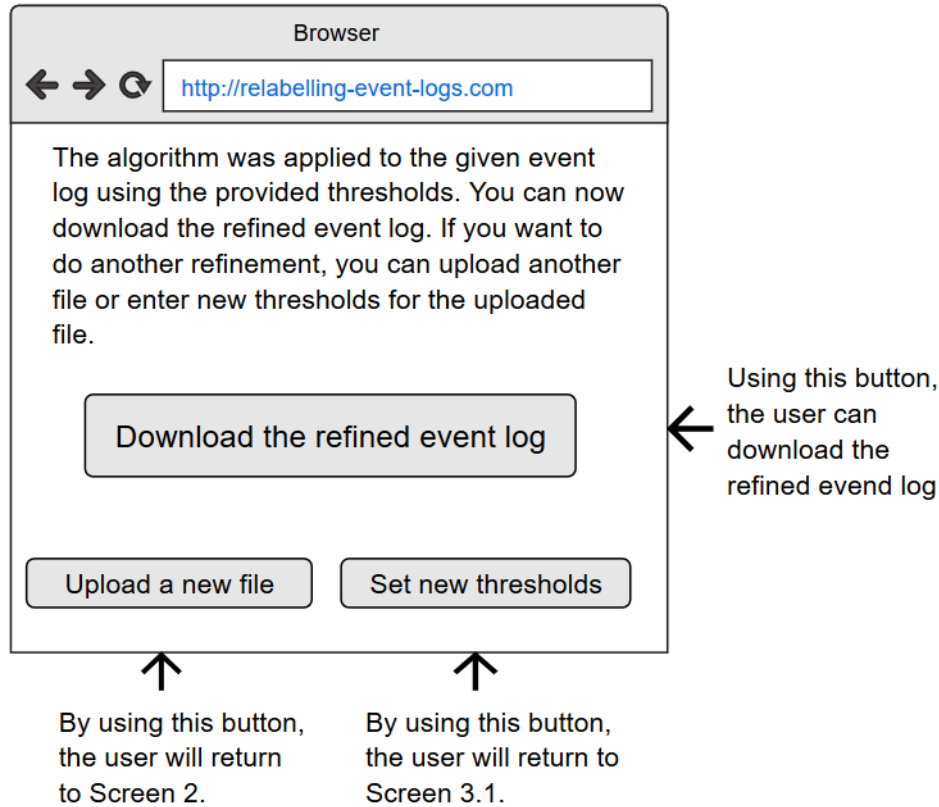 Browser
http://relabelling-event-logs.com
The algorithm was applied to the given event
log using the provided thresholds. You can now
download the refined event log. If you want to
do another refinement, you can upload another
file or enter new thresholds for the uploaded
file.
Download the refined event log
Using this button,
the user can
download the
refined evend log
Upload a new file
Set new thresholds
By using this button,
the user will return
to Screen 2.
By using this button,
the user will return to
Screen 3.1.